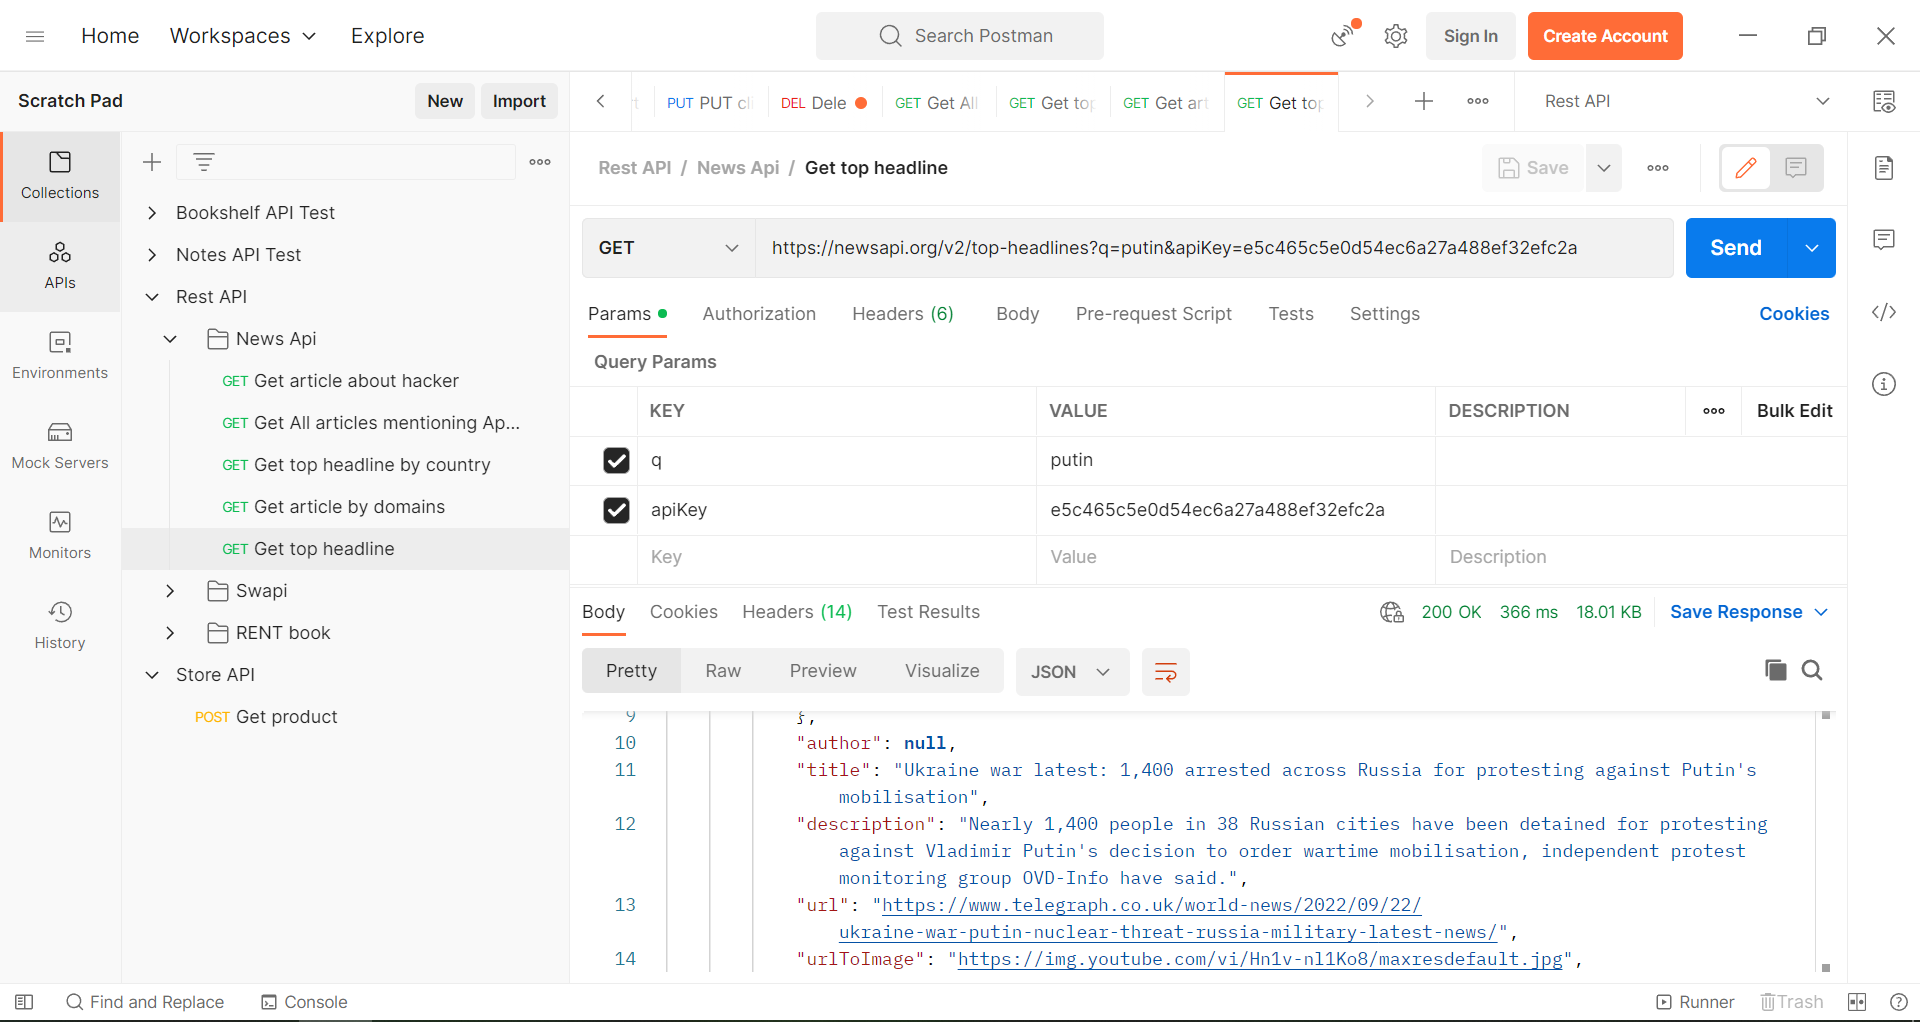 Home Workspaces Explore Search Postman Sign In Create Account
Scratch Pad New Import
PUT PUT cli DEL Dele GET Get All GET Get top GET Get art GET Get top Rest API
Collections
APIs
Environments
Mock Servers
Monitors
History
Bookshelf API Test
Notes API Test
Rest API
News Api
GET Get article about hacker
GET Get All articles mentioning Ap...
GET Get top headline by country
GET Get article by domains
GET Get top headline
Swapi
RENT book
Store API
POST Get product
Rest API / News Api / Get top headline Save
GET https://newsapi.org/v2/top-headlines?q=putin&apiKey=e5c465c5e0d54ec6a27a488ef32efc2a Send
Params Authorization Headers (6) Body Pre-request Script Tests Settings Cookies
Query Params
KEY VALUE DESCRIPTION Bulk Edit
q putin
apiKey e5c465c5e0d54ec6a27a488ef32efc2a
Key Value Description
Body Cookies Headers (14) Test Results 200 OK 366 ms 18.01 KB Save Response
Pretty Raw Preview Visualize JSON
9 },
10 "author": null,
11 "title": "Ukraine war latest: 1,400 arrested across Russia for protesting against Putin's
mobilisation",
12 "description": "Nearly 1,400 people in 38 Russian cities have been detained for protesting
against Vladimir Putin's decision to order wartime mobilisation, independent protest
monitoring group OVD-Info have said.",
13 "url": "https://www.telegraph.co.uk/world-news/2022/09/22/
ukraine-war-putin-nuclear-threat-russia-military-latest-news/",
14 "urlToImage": "https://img.youtube.com/vi/Hn1v-nl1Ko8/maxresdefault.jpg",
Find and Replace Console Runner Trash